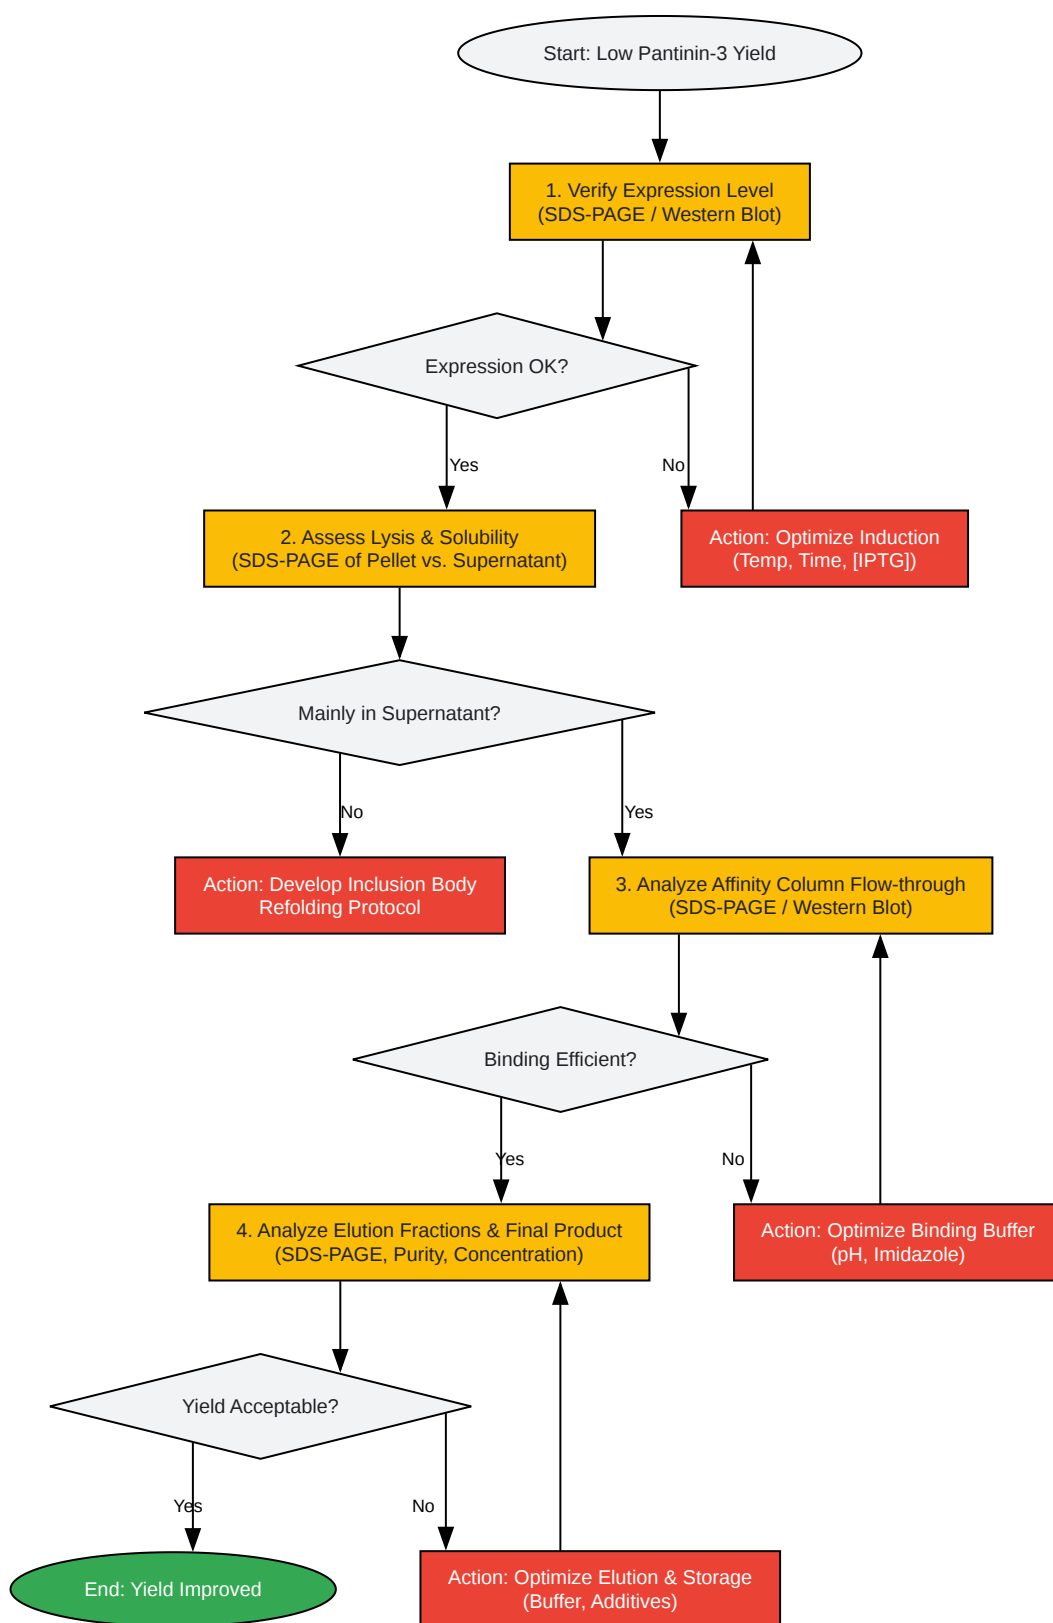 Start: Low Pantinin-3 Yield
1. Verify Expression Level
(SDS-PAGE / Western Blot)
Expression OK?
Yes
No
2. Assess Lysis & Solubility
(SDS-PAGE of Pellet vs. Supernatant)
Action: Optimize Induction
(Temp, Time, [IPTG])
Mainly in Supernatant?
No
Yes
Action: Develop Inclusion Body
Refolding Protocol
3. Analyze Affinity Column Flow-through
(SDS-PAGE / Western Blot)
Binding Efficient?
Yes
No
4. Analyze Elution Fractions & Final Product
(SDS-PAGE, Purity, Concentration)
Action: Optimize Binding Buffer
(pH, Imidazole)
Yield Acceptable?
Yes
No
End: Yield Improved
Action: Optimize Elution & Storage
(Buffer, Additives)